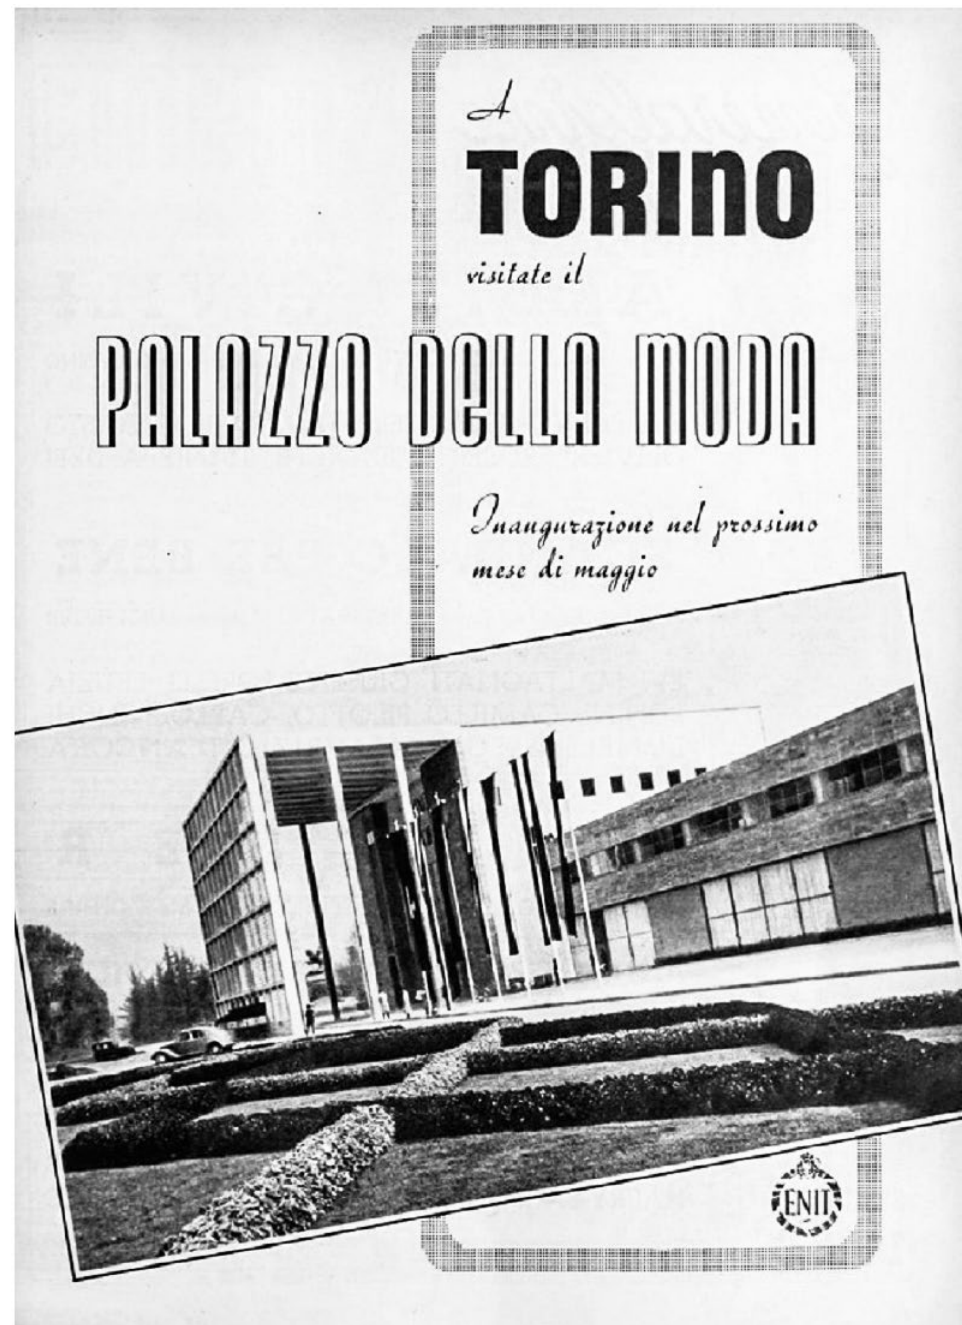 A
TORINO
visitate il
PALAZZO DELLA MODA
Inaugurazione nel prossimo
mese di maggio
ENIT